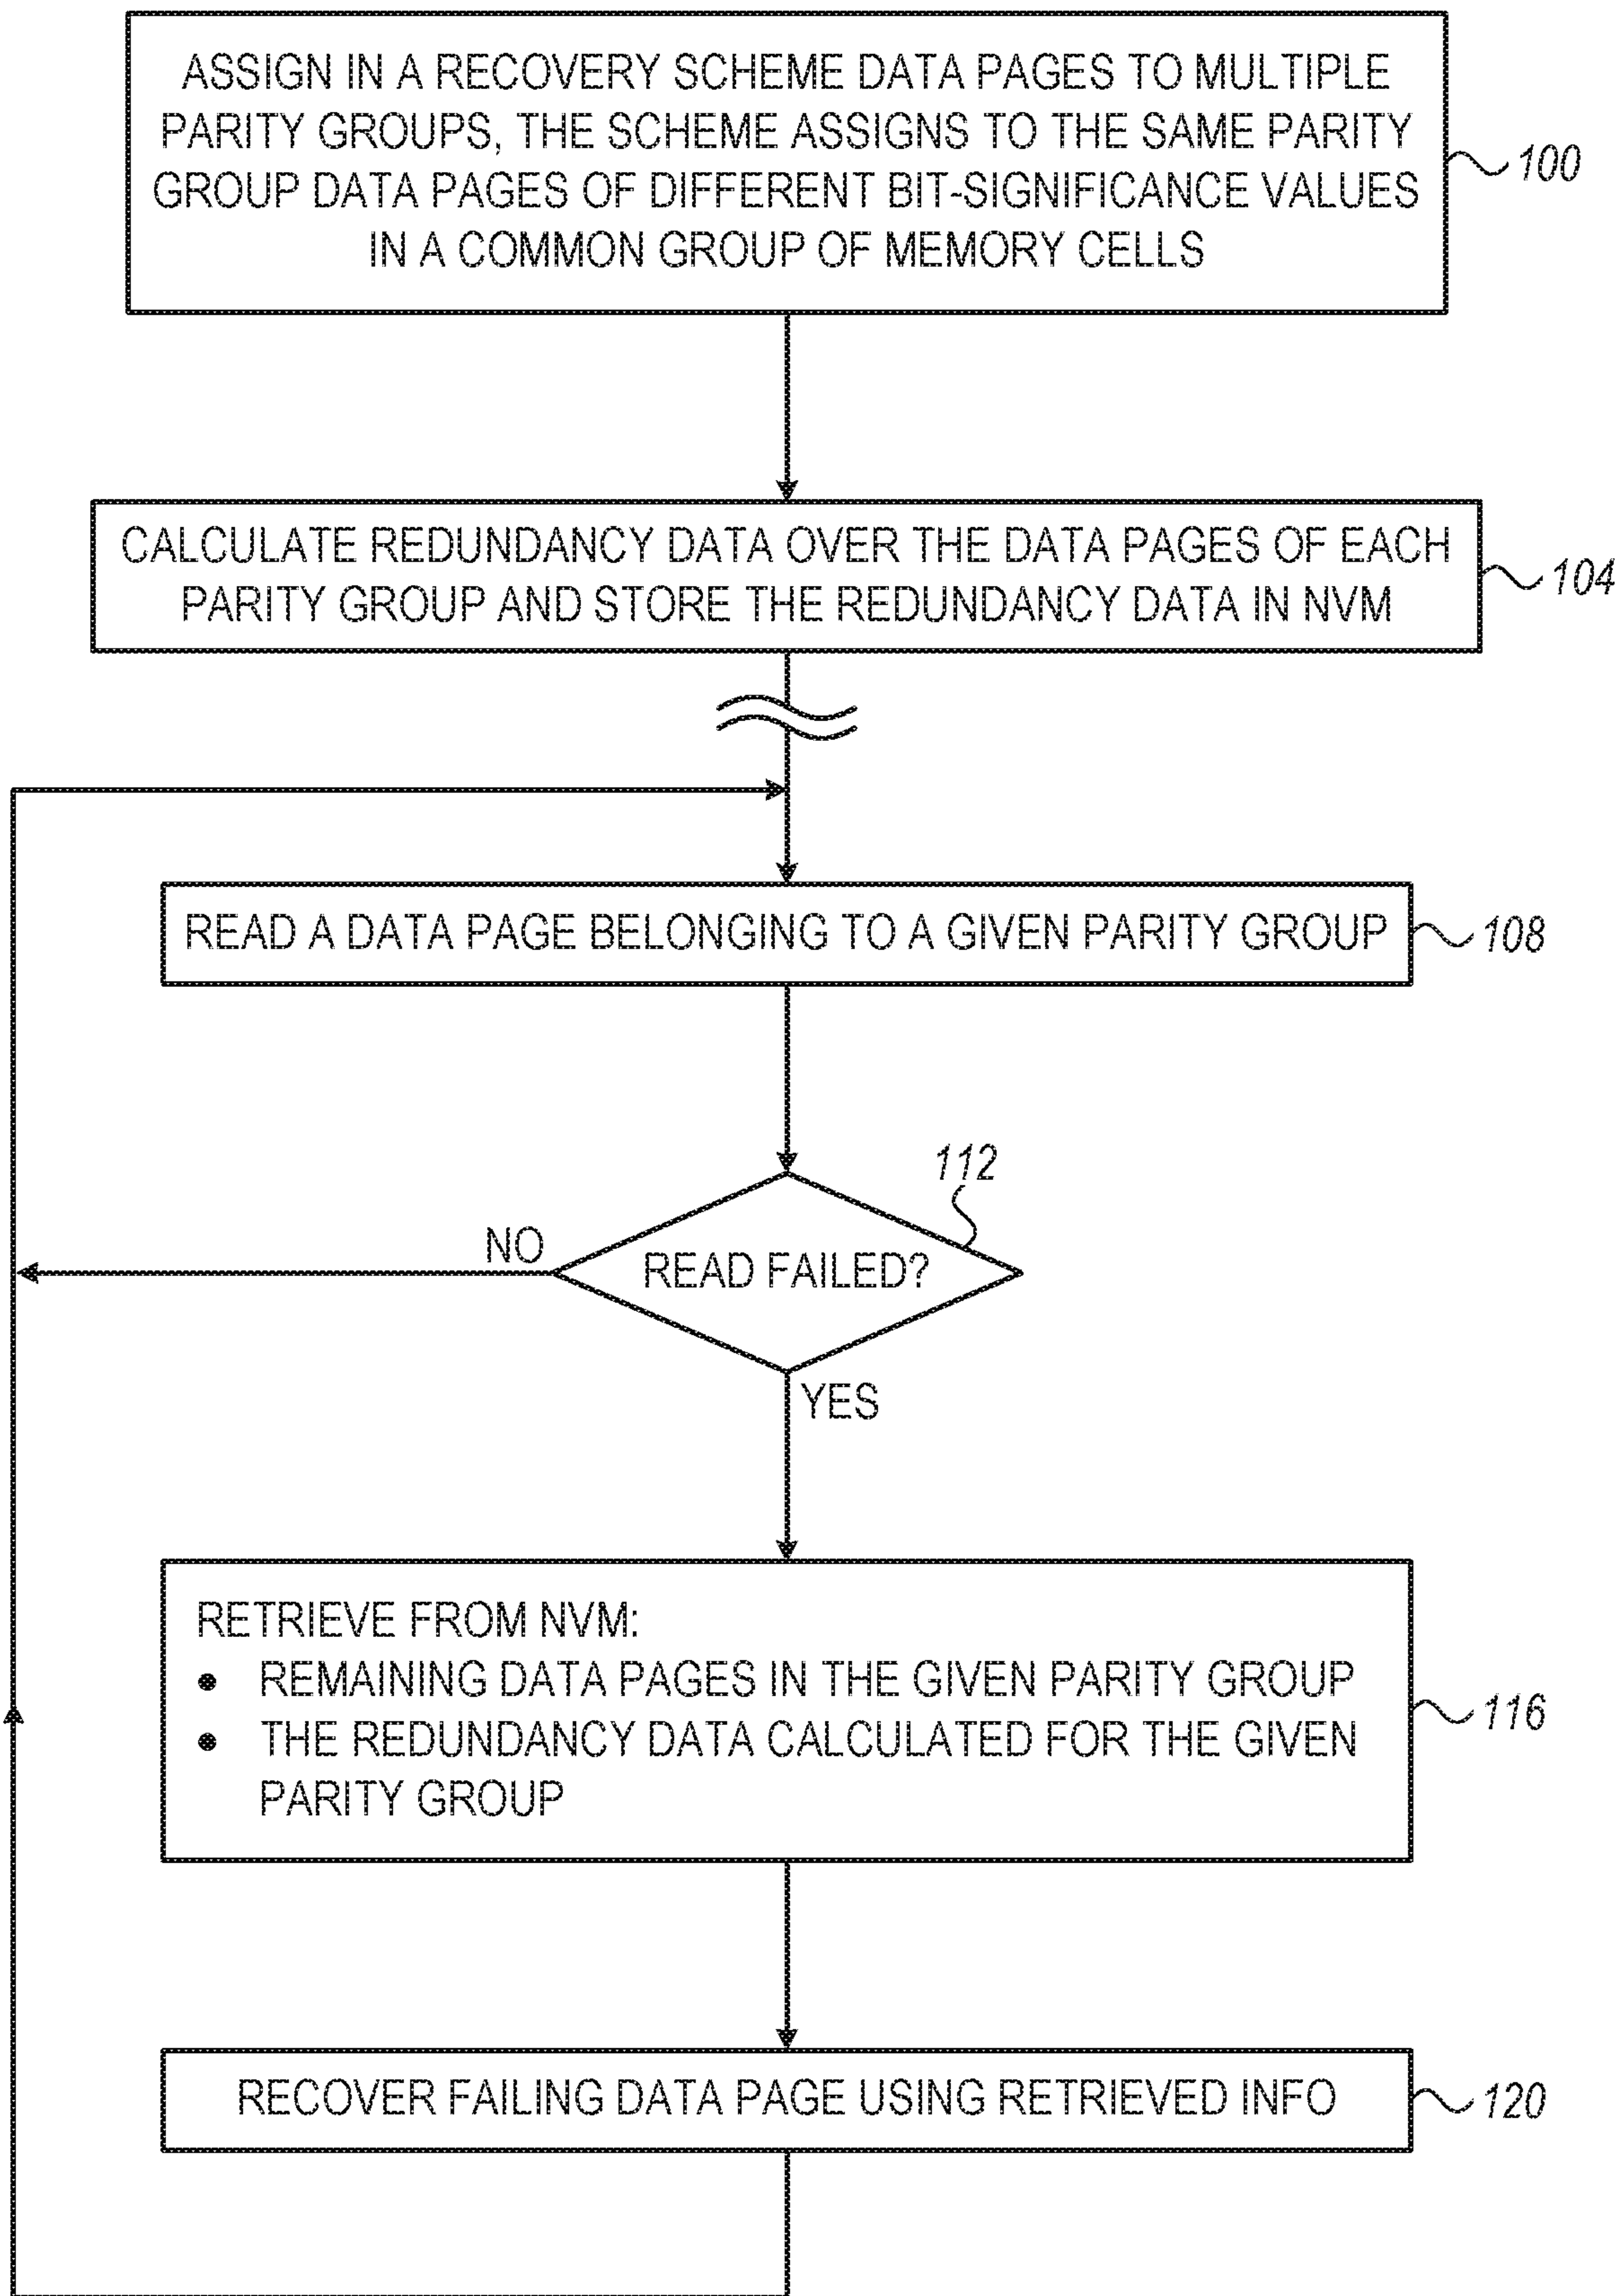 ASSIGN IN A RECOVERY SCHEME DATA PAGES TO MULTIPLE
PARITY GROUPS, THE SCHEME ASSIGNS TO THE SAME PARITY
GROUP DATA PAGES OF DIFFERENT BIT-SIGNIFICANCE VALUES
IN A COMMON GROUP OF MEMORY CELLS
100
CALCULATE REDUNDANCY DATA OVER THE DATA PAGES OF EACH
PARITY GROUP AND STORE THE REDUNDANCY DATA IN NVM
104
READ A DATA PAGE BELONGING TO A GIVEN PARITY GROUP
108
112
NO
READ FAILED?
YES
RETRIEVE FROM NVM:
• REMAINING DATA PAGES IN THE GIVEN PARITY GROUP
• THE REDUNDANCY DATA CALCULATED FOR THE GIVEN
PARITY GROUP
116
RECOVER FAILING DATA PAGE USING RETRIEVED INFO
120